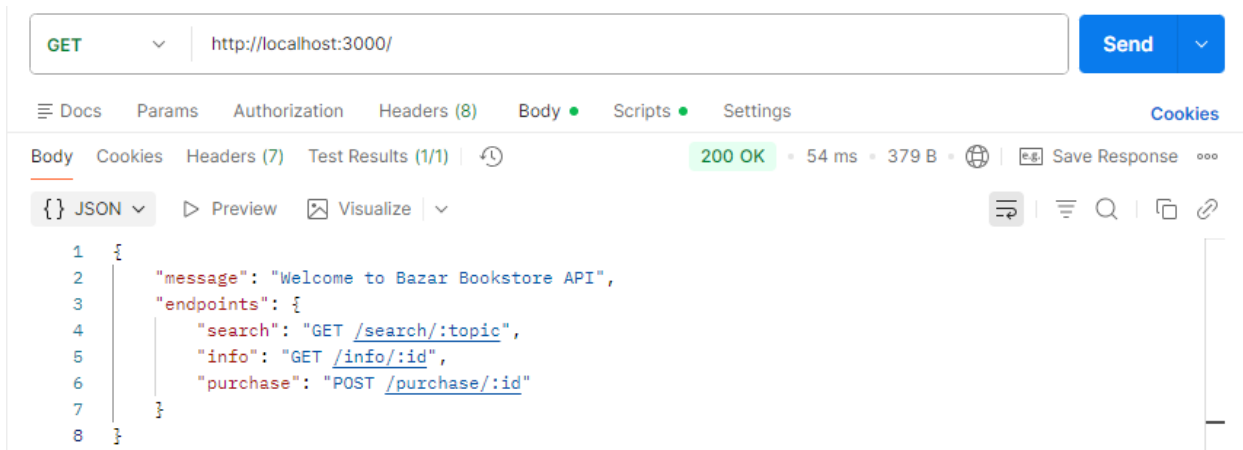 GET http://localhost:3000/ Send
Docs Params Authorization Headers (8) Body Scripts Settings Cookies
Body Cookies Headers (7) Test Results (1/1) 200 OK 54 ms 379 B e.g. Save Response
{} JSON Preview Visualize
1 {
2 "message": "Welcome to Bazar Bookstore API",
3 "endpoints": {
4 "search": "GET /search/:topic",
5 "info": "GET /info/:id",
6 "purchase": "POST /purchase/:id"
7 }
8 }